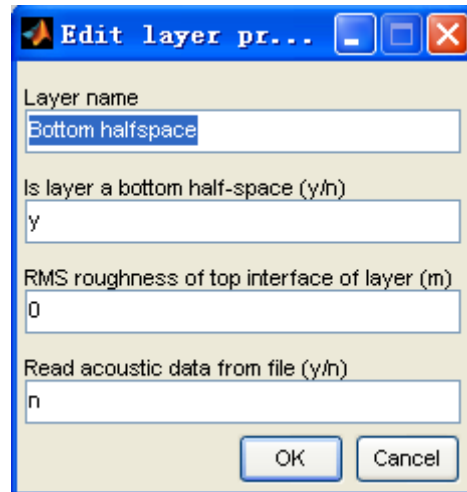 Edit layer pr...
Layer name
Bottom halfspace
Is layer a bottom half-space (y/n)
y
RMS roughness of top interface of layer (m)
0
Read acoustic data from file (y/n)
n
OK Cancel